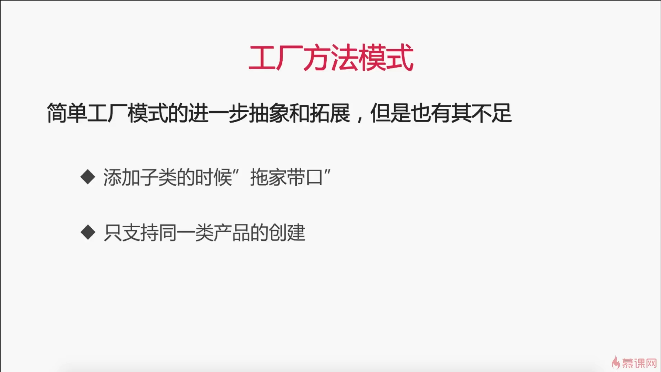 工厂方法模式
简单工厂模式的进一步抽象和拓展，但是也有其不足
◆ 添加子类的时候”拖家带口”
◆ 只支持同一类产品的创建
慕课网